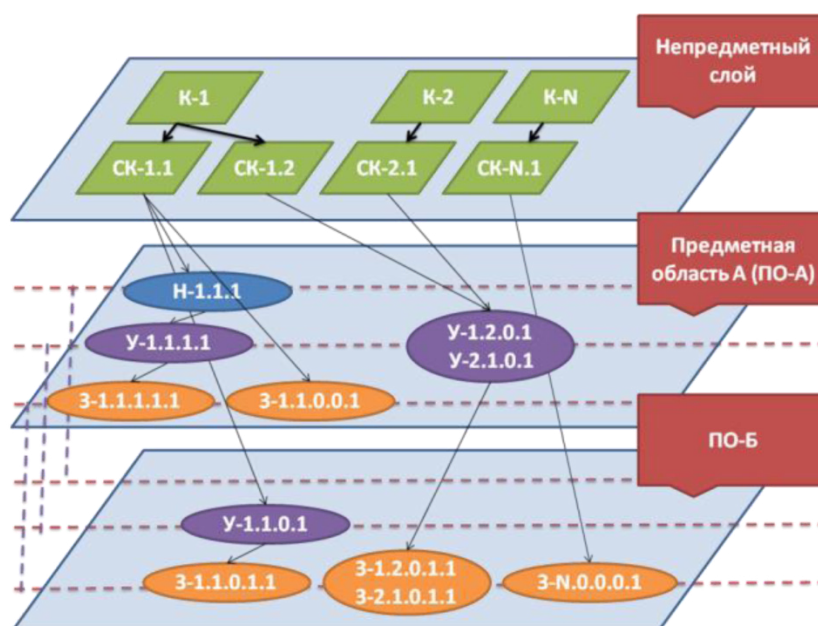 Непредметный
слой
К-1
К-2
К-N
СК-1.1
СК-1.2
СК-2.1
СК-N.1
Предметная
область А (ПО-А)
Н-1.1.1
У-1.1.1.1
У-1.2.0.1
У-2.1.0.1
З-1.1.1.1.1
З-1.1.0.0.1
ПО-Б
У-1.1.0.1
З-1.1.0.1.1
З-1.2.0.1.1
З-2.1.0.1.1
З-N.0.0.0.1